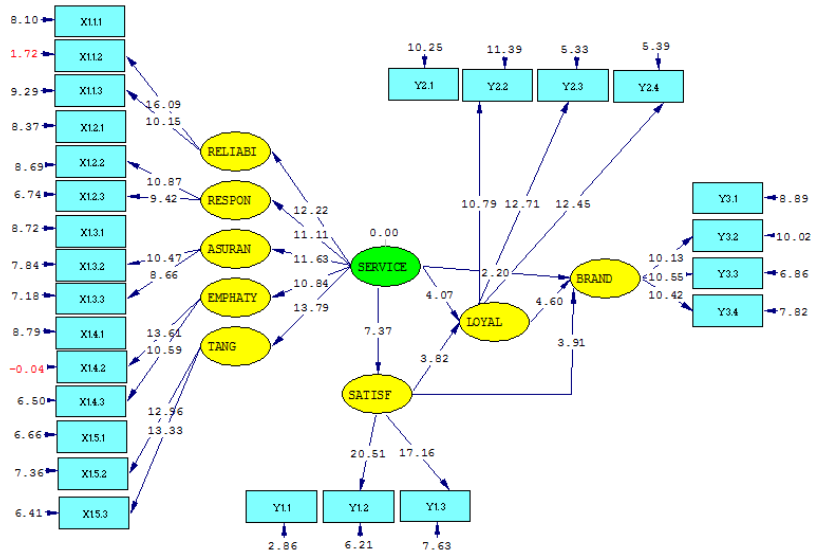 8.10 X1.1.1
1.72 X1.1.2
9.29 X1.1.3
8.37 X1.2.1
8.69 X1.2.2
6.74 X1.2.3
8.72 X1.3.1
7.84 X1.3.2
7.18 X1.3.3
8.79 X1.4.1
-0.04 X1.4.2
6.50 X1.4.3
6.66 X1.5.1
7.36 X1.5.2
6.41 X1.5.3
16.09
10.15
10.87
9.42
10.47
8.66
13.61
10.59
12.96
13.33
RELIABI
RESPON
ASURAN
EMPHATY
TANG
12.22
11.11
11.63
10.84
13.79
0.00
SERVICE
7.37
4.07
2.20
SATISF
3.82
3.91
LOYAL
4.60
BRAND
10.25 11.39 5.33 5.39
Y2.1 Y2.2 Y2.3 Y2.4
10.79 12.71 12.45
10.13
10.55
10.42
Y3.1 8.89
Y3.2 10.02
Y3.3 6.86
Y3.4 7.82
20.51 17.16
Y1.1 Y1.2 Y1.3
2.86 6.21 7.63